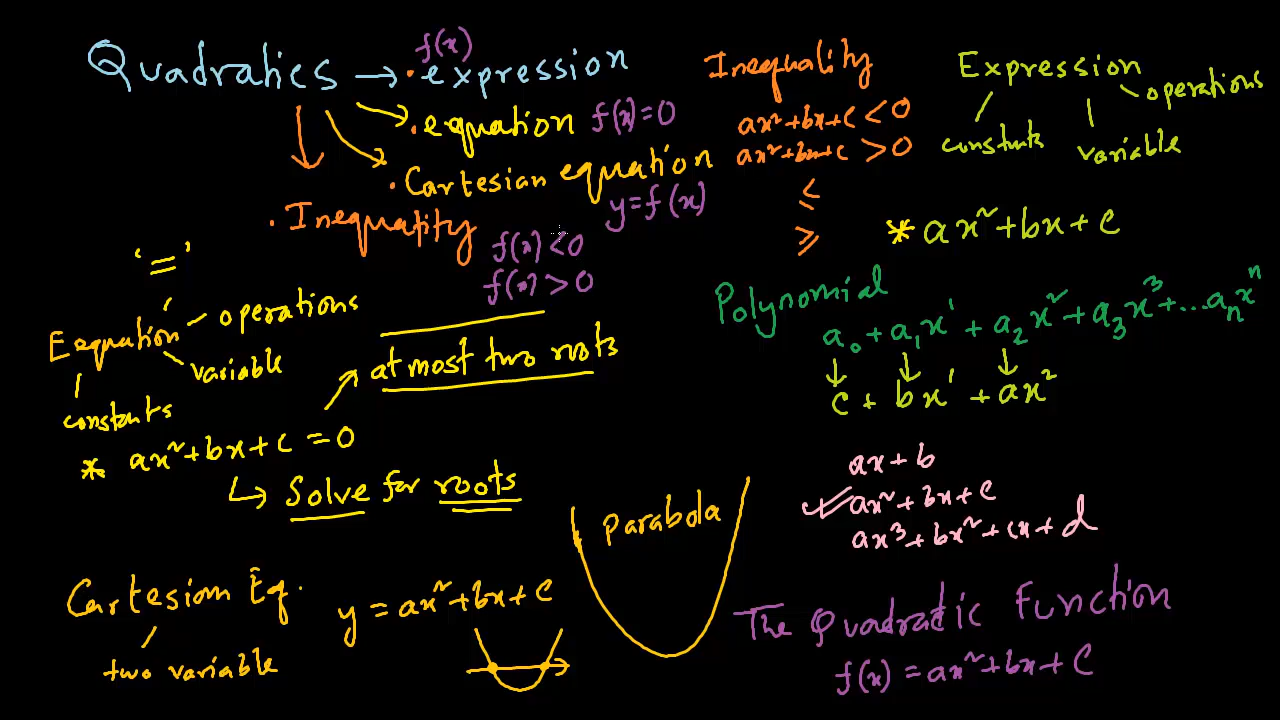 Quadratics → · expression
f(x)
· equation f(x)=0
· Cartesian equation
y=f(x)
· Inequality
f(x) <0
f(x) >0
Inequality
ax²+bx+c <0
ax²+bx+c >0
≤
≥
Expression
operations
constants
variable
* ax²+bx+c
'='
Eequation
operations
variable
constants
* ax²+bx+c =0
at most two roots
↳ Solve for roots
Polynomial
a₀+a₁x¹+a₂x²+a₃x³+...aₙxⁿ
c + bx¹ + ax²
ax+b
ax²+bx+c
ax³+bx²+cx+d
parabola
Cartesian Eq.
two variable
y = ax²+bx+c
The Quadratic Function
f(x) = ax²+bx+c